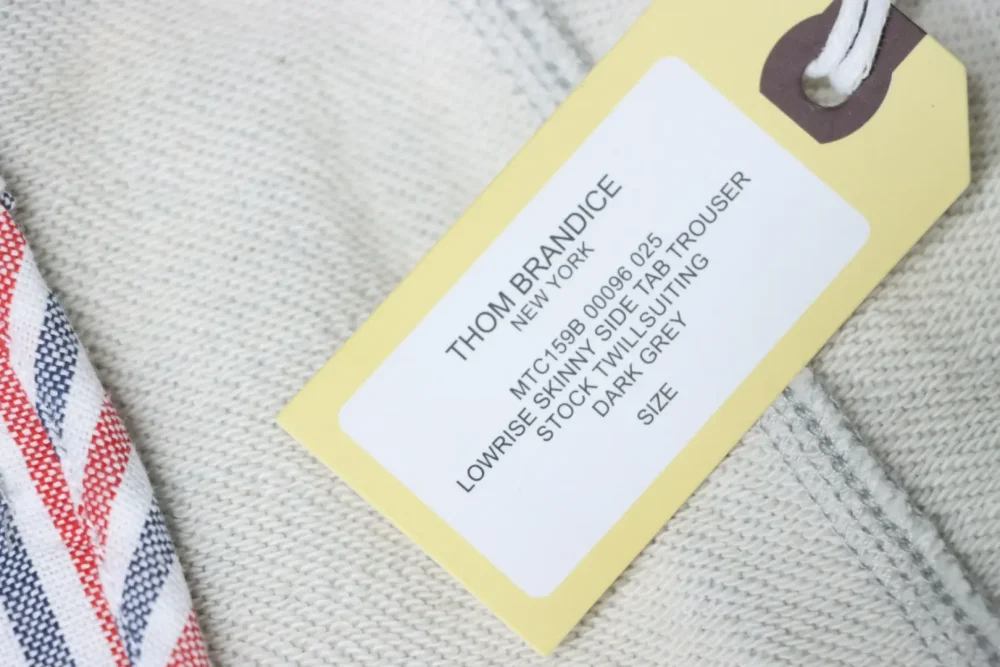 THOM BRANDICE
NEW YORK
MTC159B 00096 025
LOWRISE SKINNY SIDE TAB TROUSER
STOCK TWILLSUITING
DARK GREY
SIZE